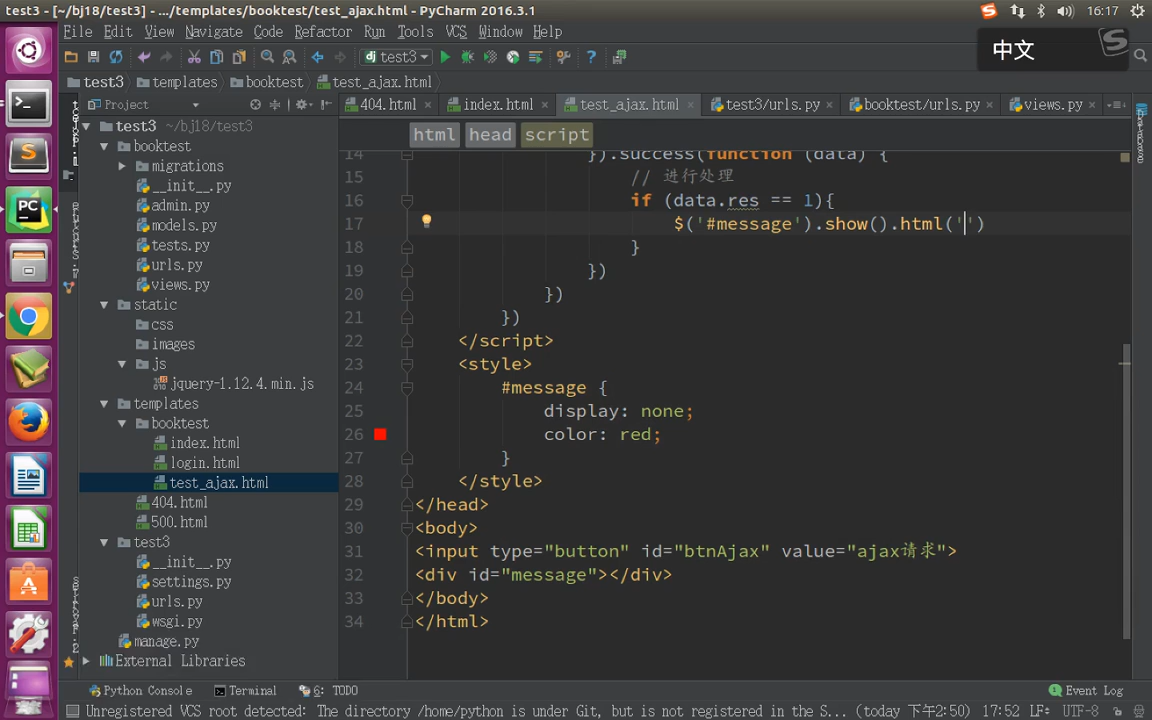 test3 - [~/bj18/test3] - .../templates/booktest/test_ajax.html - PyCharm 2016.3.1
16:17
File Edit View Navigate Code Refactor Run Tools VCS Window Help
中文
test3
test3 templates booktest test_ajax.html
Project
404.html index.html test_ajax.html test3/urls.py booktest/urls.py views.py
html head script
test3 ~/bj18/test3
booktest
migrations
__init__.py
admin.py
models.py
tests.py
urls.py
views.py
static
css
images
js
jquery-1.12.4.min.js
templates
booktest
index.html
login.html
test_ajax.html
404.html
500.html
test3
__init__.py
settings.py
urls.py
wsgi.py
manage.py
External Libraries
14 }).success(function (data) {
15 // 进行处理
16 if (data.res == 1){
17 $('#message').show().html('')
18 }
19 })
20 })
21 })
22 </script>
23 <style>
24 #message {
25 display: none;
26 color: red;
27 }
28 </style>
29 </head>
30 <body>
31 <input type="button" id="btnAjax" value="ajax请求">
32 <div id="message"></div>
33 </body>
34 </html>
Python Console Terminal 6: TODO Event Log
Unregistered VCS root detected: The directory /home/python is under Git, but is not registered in the S... (today 下午2:50) 17:52 LF÷ UTF-8